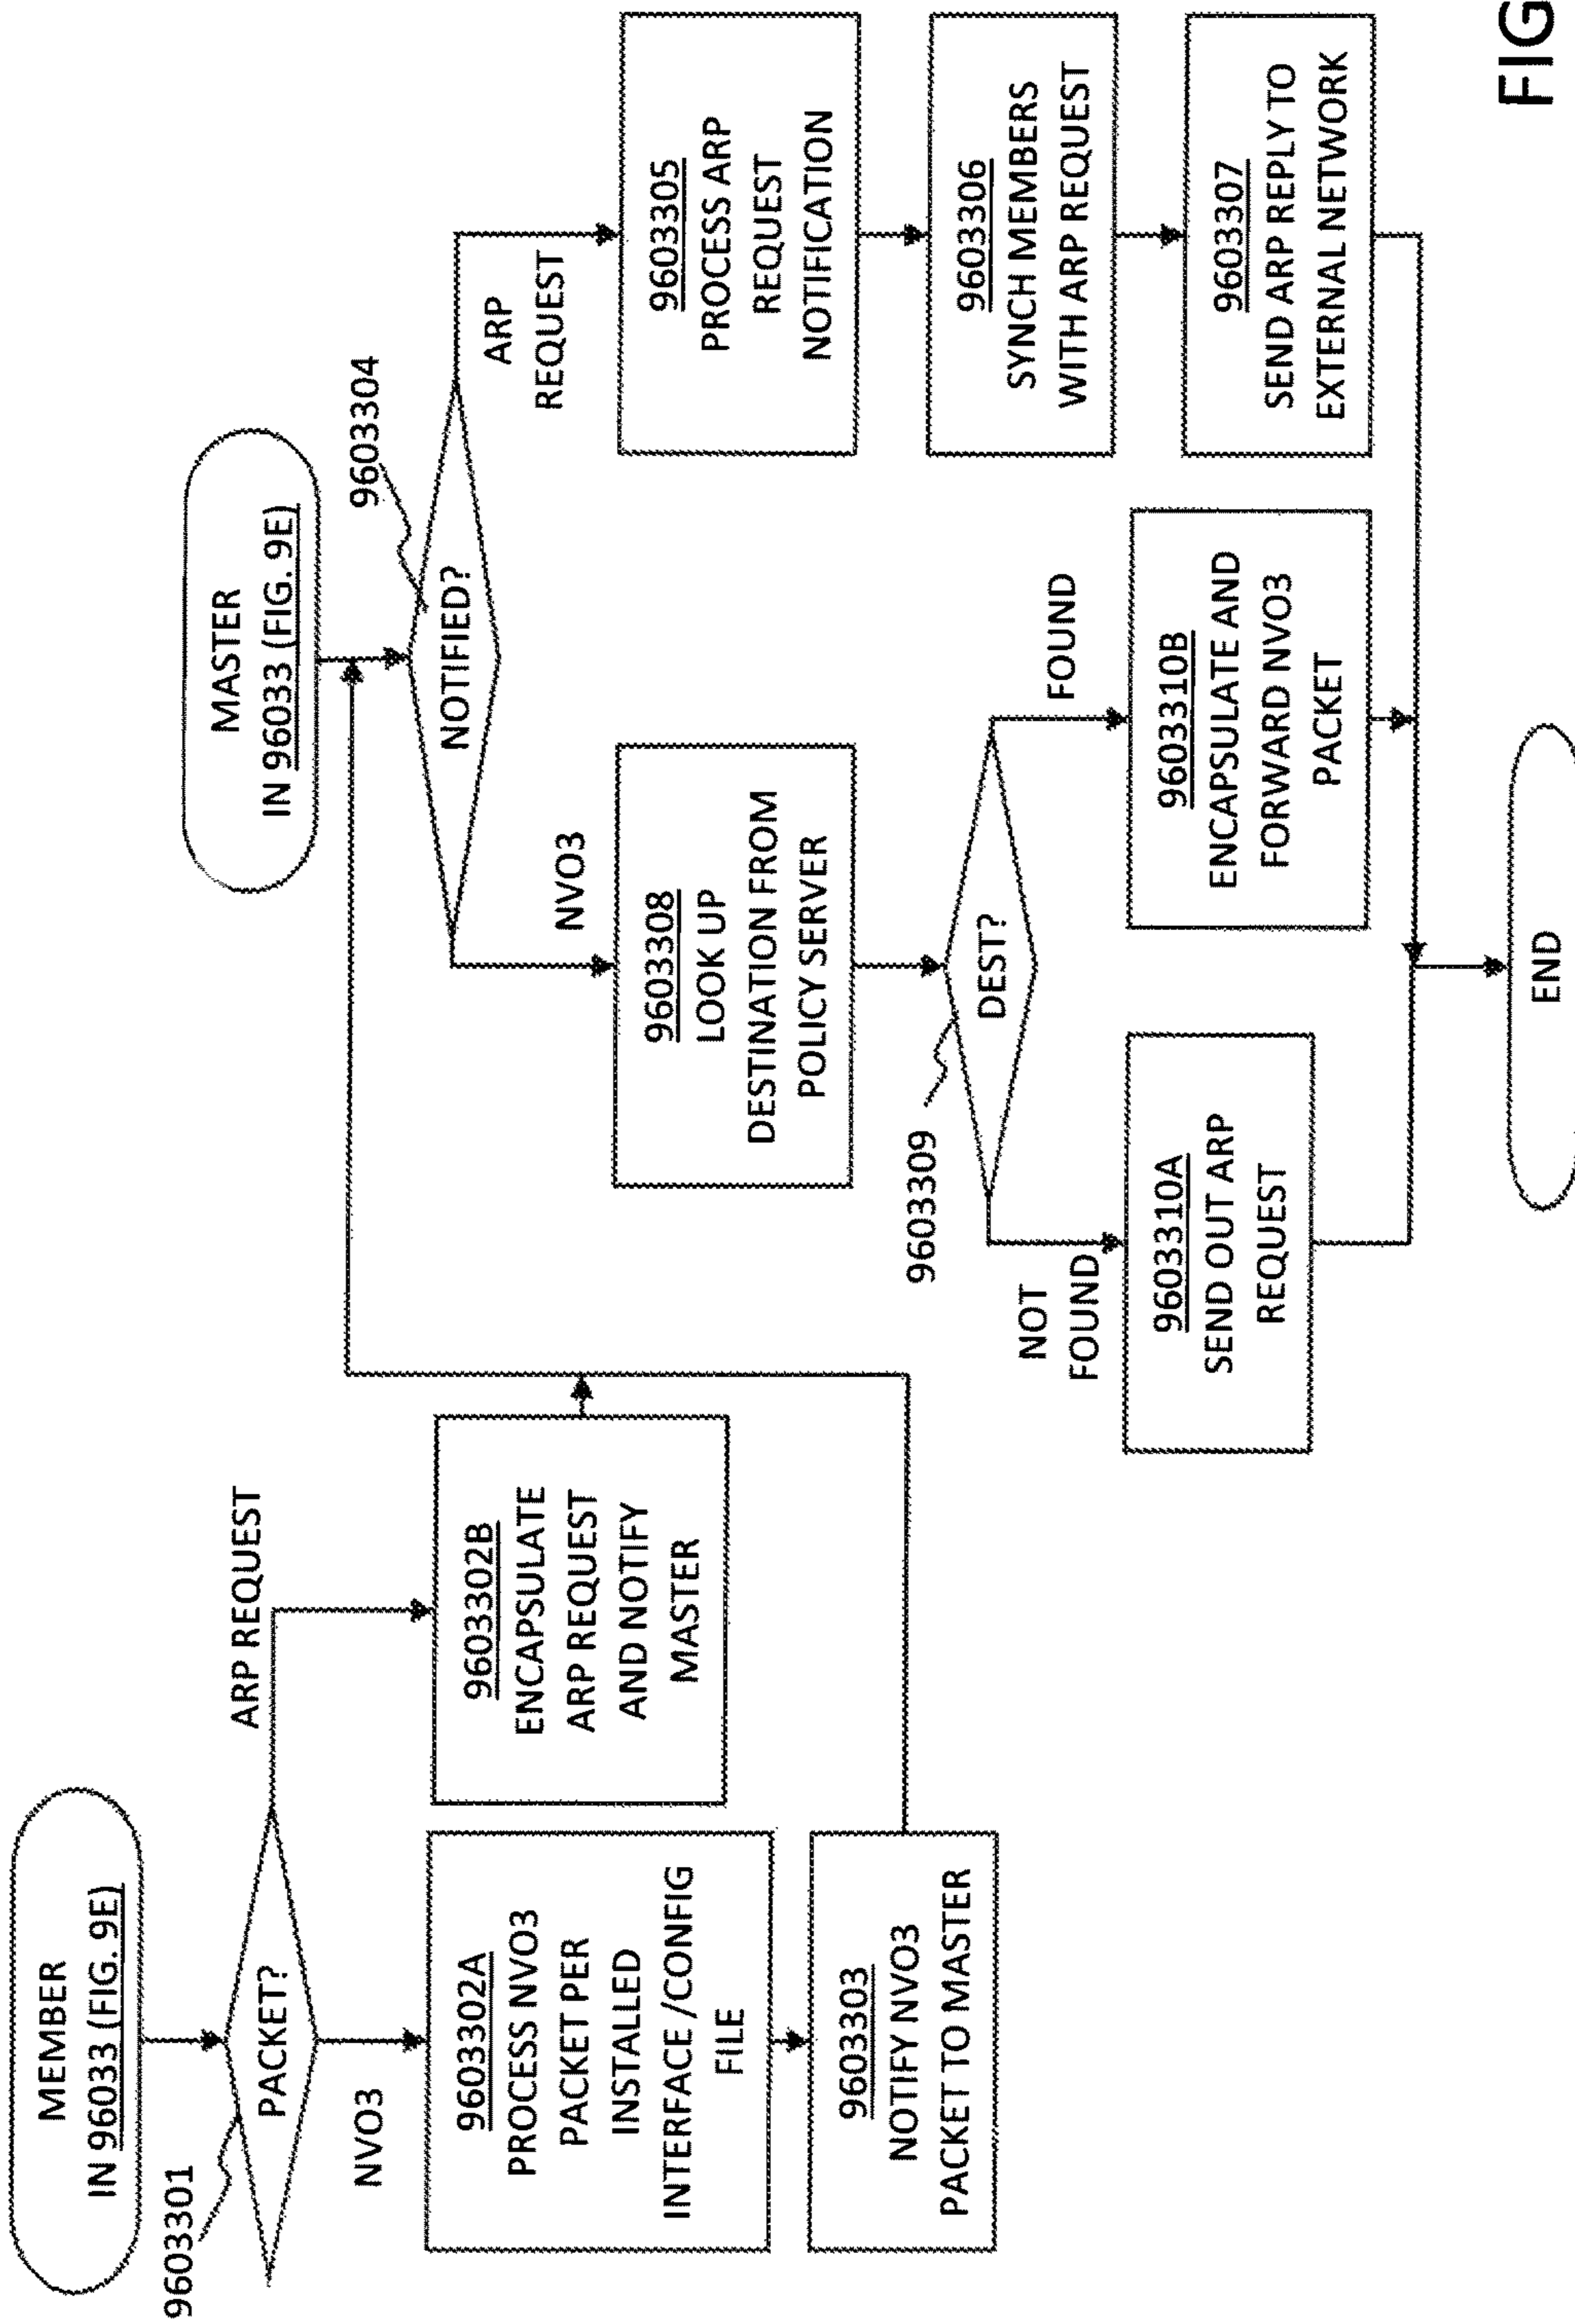 MEMBER
IN 96033 (FIG. 9E)
9603301
PACKET?
ARP REQUEST
NVO3
9603302A
PROCESS NVO3
PACKET PER
INSTALLED
INTERFACE /CONFIG
FILE
9603302B
ENCAPSULATE
ARP REQUEST
AND NOTIFY
MASTER
9603303
NOTIFY NVO3
PACKET TO MASTER
MASTER
IN 96033 (FIG. 9E)
9603304
NOTIFIED?
ARP
REQUEST
NVO3
9603308
LOOK UP
DESTINATION FROM
POLICY SERVER
9603305
PROCESS ARP
REQUEST
NOTIFICATION
9603309
DEST?
9603306
SYNCH MEMBERS
WITH ARP REQUEST
NOT
FOUND
FOUND
9603310A
SEND OUT ARP
REQUEST
9603310B
ENCAPSULATE AND
FORWARD NVO3
PACKET
9603307
SEND ARP REPLY TO
EXTERNAL NETWORK
END
FIG